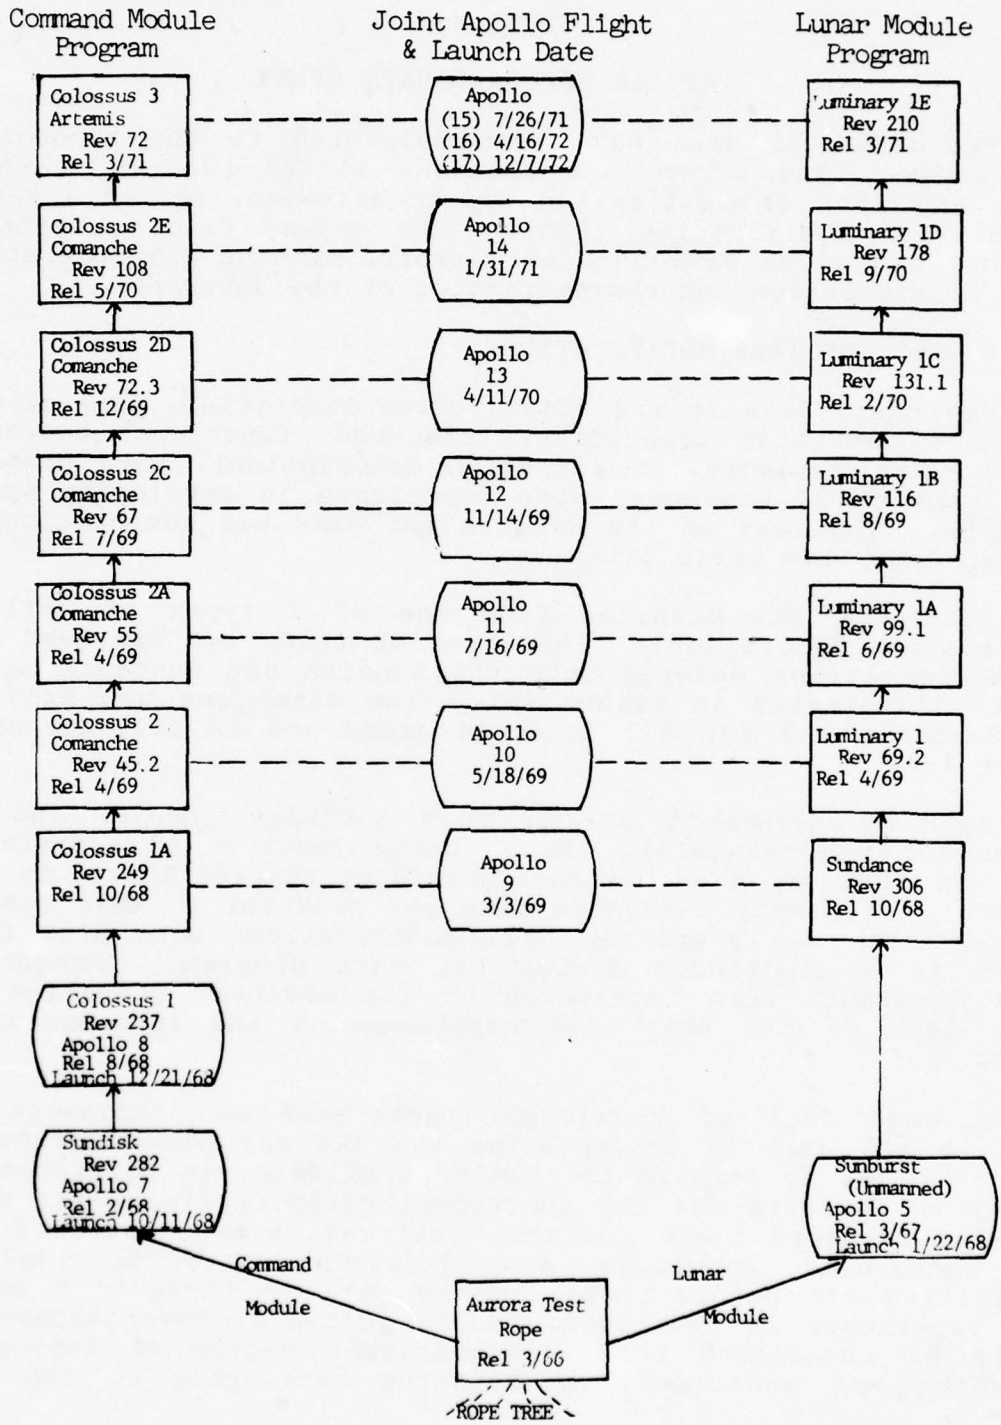 Command Module
Program
Joint Apollo Flight
& Launch Date
Lunar Module
Program
Colossus 3
Artemis
Rev 72
Rel 3/71
Apollo
(15) 7/26/71
(16) 4/16/72
(17) 12/7/72
Luminary 1E
Rev 210
Rel 3/71
Colossus 2E
Comanche
Rev 108
Rel 5/70
Apollo
14
1/31/71
Luminary 1D
Rev 178
Rel 9/70
Colossus 2D
Comanche
Rev 72.3
Rel 12/69
Apollo
13
4/11/70
Luminary 1C
Rev 131.1
Rel 2/70
Colossus 2C
Comanche
Rev 67
Rel 7/69
Apollo
12
11/14/69
Luminary 1B
Rev 116
Rel 8/69
Colossus 2A
Comanche
Rev 55
Rel 4/69
Apollo
11
7/16/69
Luminary 1A
Rev 99.1
Rel 6/69
Colossus 2
Comanche
Rev 45.2
Rel 4/69
Apollo
10
5/18/69
Luminary 1
Rev 69.2
Rel 4/69
Colossus 1A
Rev 249
Rel 10/68
Apollo
9
3/3/69
Sundance
Rev 306
Rel 10/68
Colossus 1
Rev 237
Apollo 8
Rel 8/68
Launch 12/21/68
Sundisk
Rev 282
Apollo 7
Rel 2/68
Launch 10/11/68
Sunburst
(Unmanned)
Apollo 5
Rel 3/67
Launch 1/22/68
Command
Module
Lunar
Module
Aurora Test
Rope
Rel 3/66
ROPE TREE